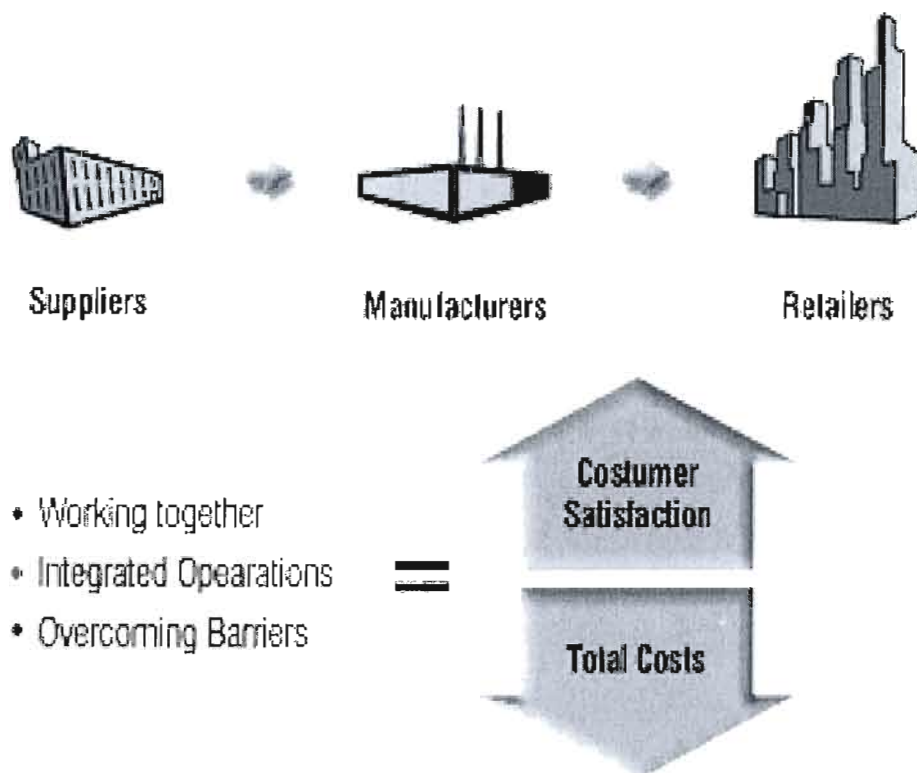 Suppliers
Manufacturers
Retailers
Costumer
Satisfaction
• Working together
• Integrated Opearations
• Overcoming Barriers
=
Total Costs